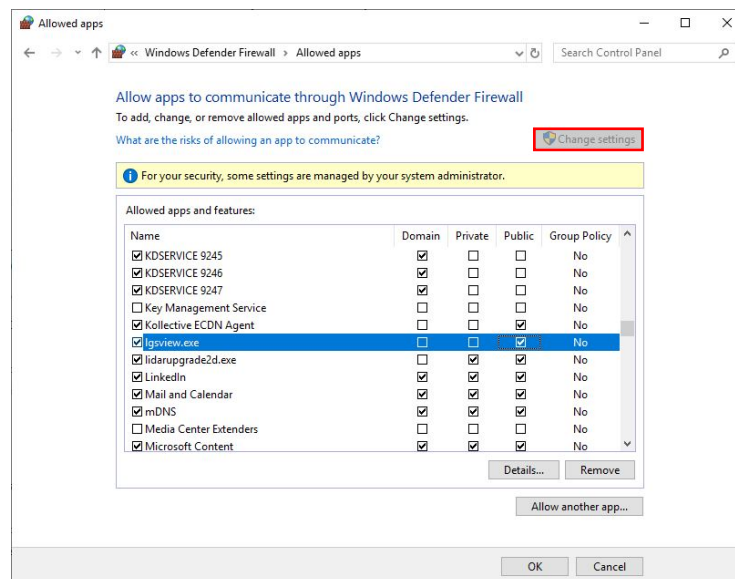 Allowed apps
« Windows Defender Firewall > Allowed apps
Search Control Panel
Allow apps to communicate through Windows Defender Firewall
To add, change, or remove allowed apps and ports, click Change settings.
What are the risks of allowing an app to communicate?
Change settings
For your security, some settings are managed by your system administrator.
Allowed apps and features:
Name Domain Private Public Group Policy
KDSERVICE 9245 No
KDSERVICE 9246 No
KDSERVICE 9247 No
Key Management Service No
Kollective ECDN Agent No
lgsview.exe No
lidarupgrade2d.exe No
LinkedIn No
Mail and Calendar No
mDNS No
Media Center Extenders No
Microsoft Content No
Details... Remove
Allow another app...
OK Cancel